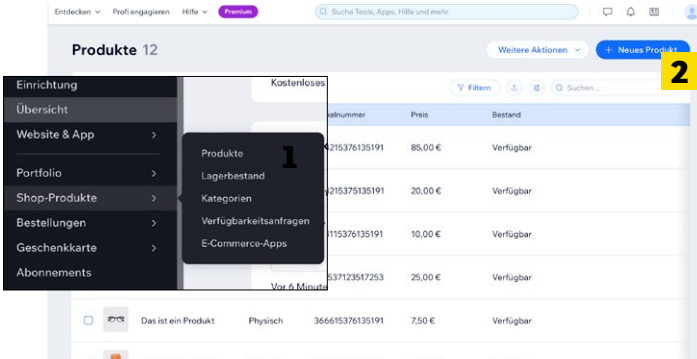 Entdecken Profi engagieren Hilfe Premium Suche Tools, Apps, Hilfe und mehr
Produkte 12 Weitere Aktionen + Neues Produkt
2
Filtern Suchen ...
Einrichtung
Übersicht
Website & App
Portfolio
Shop-Produkte
Bestellungen
Geschenkkarte
Abonnements
Produkte 1
Lagerbestand
Kategorien
Verfügbarkeitsanfragen
E-Commerce-Apps
Kostenloses
Vor 6 Minute
kelnummer Preis Bestand
215376135191 85,00 € Verfügbar
215375135191 20,00 € Verfügbar
115376135191 10,00 € Verfügbar
537123517253 25,00 € Verfügbar
Das ist ein Produkt Physisch 366615376135191 7,50 € Verfügbar